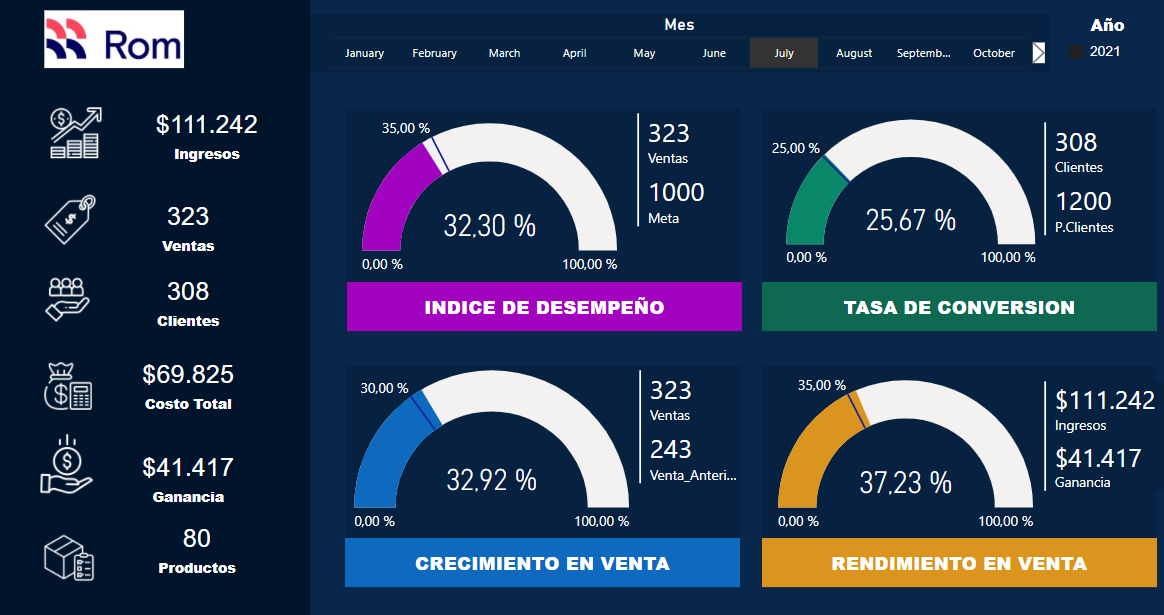 Rom
$111.242
Ingresos
323
Ventas
308
Clientes
$69.825
Costo Total
$41.417
Ganancia
80
Productos
Mes
January February March April May June July August Septemb... October
Año
2021
35,00 %
32,30 %
0,00 % 100,00 %
323
Ventas
1000
Meta
INDICE DE DESEMPEÑO
25,00 %
25,67 %
0,00 % 100,00 %
308
Clientes
1200
P.Clientes
TASA DE CONVERSION
30,00 %
32,92 %
0,00 % 100,00 %
323
Ventas
243
Venta_Anteri...
CRECIMIENTO EN VENTA
35,00 %
37,23 %
0,00 % 100,00 %
$111.242
Ingresos
$41.417
Ganancia
RENDIMIENTO EN VENTA